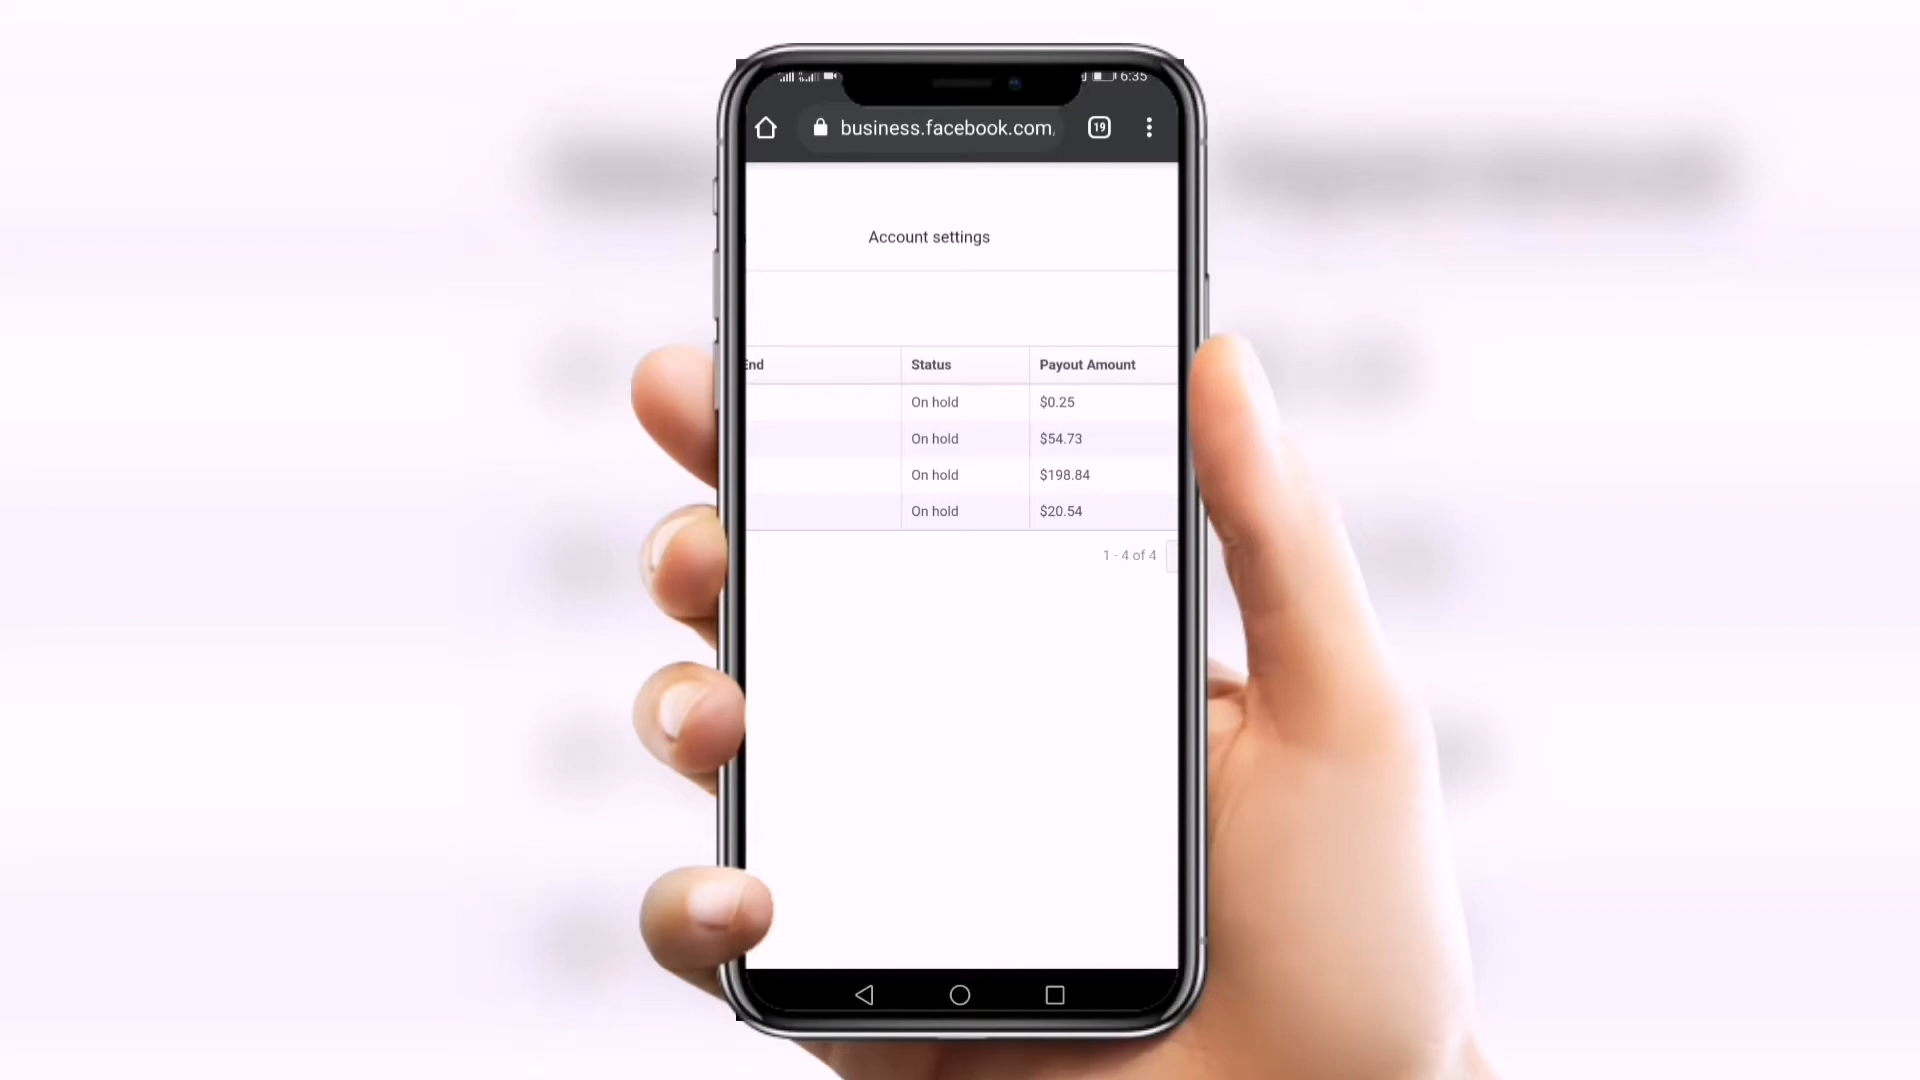 6:35
business.facebook.com
19
Account settings
End Status Payout Amount
On hold $0.25
On hold $54.73
On hold $198.84
On hold $20.54
1 - 4 of 4